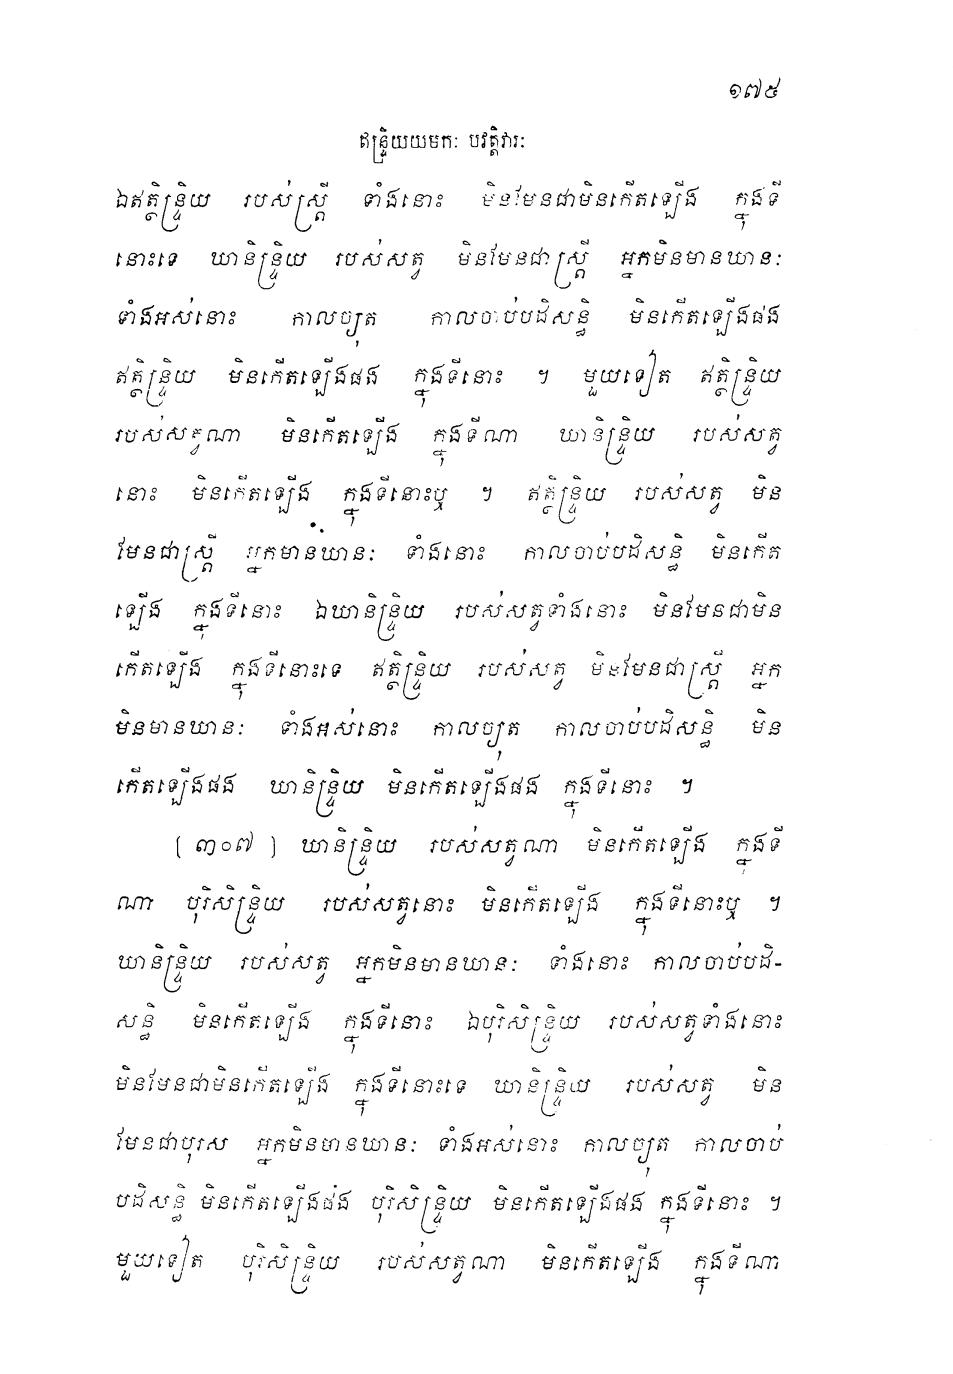 ១៧៥
ឥន្ទ្រិយយមកៈ បវត្តិវារៈ
ឯឥត្ថិន្ទ្រិយ របស់ស្ត្រី ទាំងនោះ មិនមែនជាមិនកើតឡើង ក្នុងទី
នោះទេ ឃានិន្ទ្រិយ របស់សត្វ មិនមែនជាស្ត្រី អ្នកមិនមានឃានៈ
ទាំងអស់នោះ កាលច្យុត កាលចាប់បដិសន្ធិ មិនកើតឡើងផង
ឥត្ថិន្ទ្រិយ មិនកើតឡើងផង ក្នុងទីនោះ ។ មួយទៀត ឥត្ថិន្ទ្រិយ
របស់សត្វណា មិនកើតឡើង ក្នុងទីណា ឃានិន្ទ្រិយ របស់សត្វ
នោះ មិនកើតឡើង ក្នុងទីនោះឬ ។ ឥត្ថិន្ទ្រិយ របស់សត្វ មិន
មែនជាស្ត្រី អ្នកមានឃានៈ ទាំងនោះ កាលចាប់បដិសន្ធិ មិនកើត
ឡើង ក្នុងទីនោះ ឯឃានិន្ទ្រិយ របស់សត្វទាំងនោះ មិនមែនជាមិន
កើតឡើង ក្នុងទីនោះទេ ឥត្ថិន្ទ្រិយ របស់សត្វ មិនមែនជាស្ត្រី អ្នក
មិនមានឃានៈ ទាំងអស់នោះ កាលច្យុត កាលចាប់បដិសន្ធិ មិន
កើតឡើងផង ឃានិន្ទ្រិយ មិនកើតឡើងផង ក្នុងទីនោះ ។
[ ៣០៧ ] ឃានិន្ទ្រិយ របស់សត្វណា មិនកើតឡើង ក្នុងទី
ណា បុរិសិន្ទ្រិយ របស់សត្វនោះ មិនកើតឡើង ក្នុងទីនោះឬ ។
ឃានិន្ទ្រិយ របស់សត្វ អ្នកមិនមានឃានៈ ទាំងនោះ កាលចាប់បដិ-
សន្ធិ មិនកើតឡើង ក្នុងទីនោះ ឯបុរិសិន្ទ្រិយ របស់សត្វទាំងនោះ
មិនមែនជាមិនកើតឡើង ក្នុងទីនោះទេ ឃានិន្ទ្រិយ របស់សត្វ មិន
មែនជាបុរស អ្នកមិនមានឃានៈ ទាំងអស់នោះ កាលច្យុត កាលចាប់
បដិសន្ធិ មិនកើតឡើងផង បុរិសិន្ទ្រិយ មិនកើតឡើងផង ក្នុងទីនោះ ។
មួយទៀត បុរិសិន្ទ្រិយ របស់សត្វណា មិនកើតឡើង ក្នុងទីណា